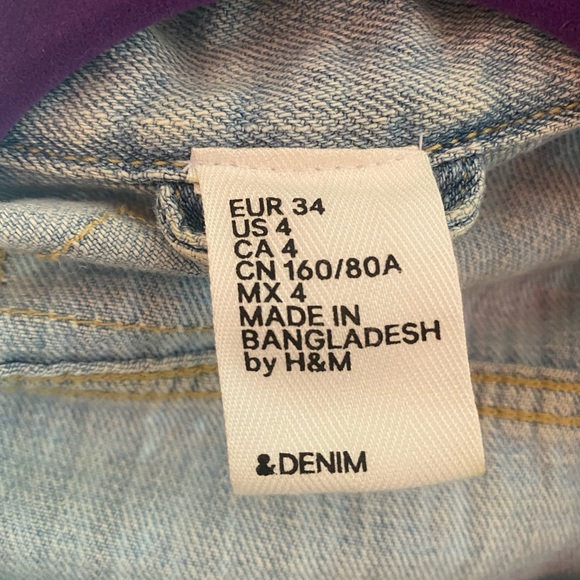 EUR 34
US 4
CA 4
CN 160/80A
MX 4
MADE IN
BANGLADESH
by H&M
&DENIM